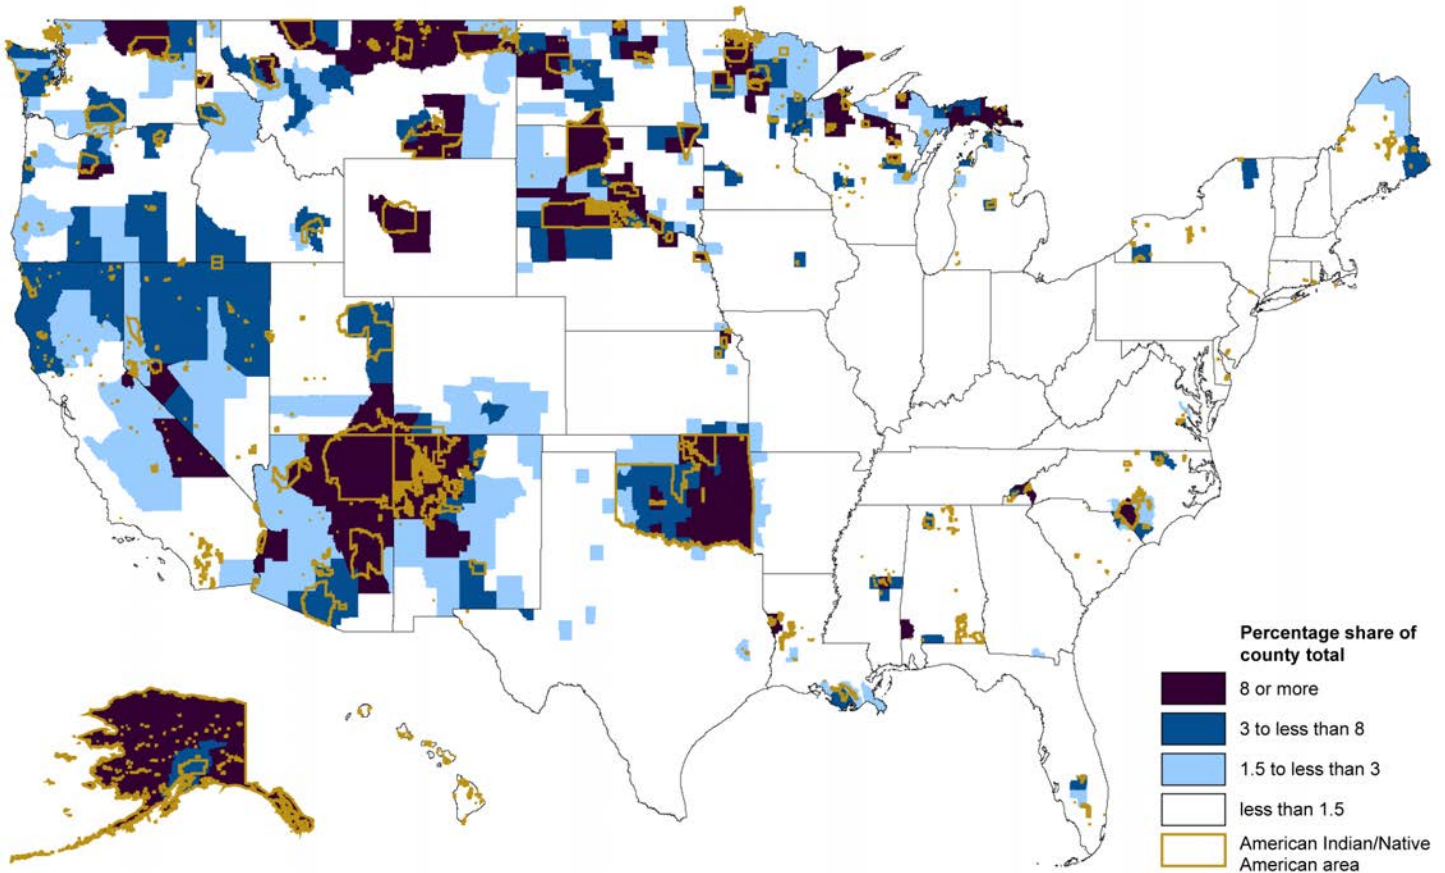 Percentage share of
county total
8 or more
3 to less than 8
1.5 to less than 3
less than 1.5
American Indian/Native
American area